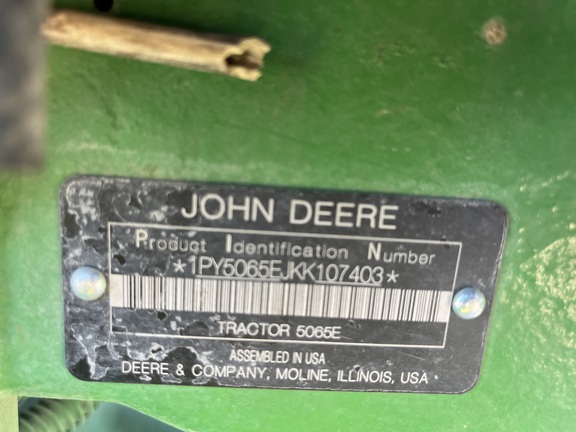 JOHN DEERE
Product Identification Number
*1PY5065EJKK107403*
TRACTOR 5065E
ASSEMBLED IN USA
DEERE & COMPANY, MOLINE, ILLINOIS, USA